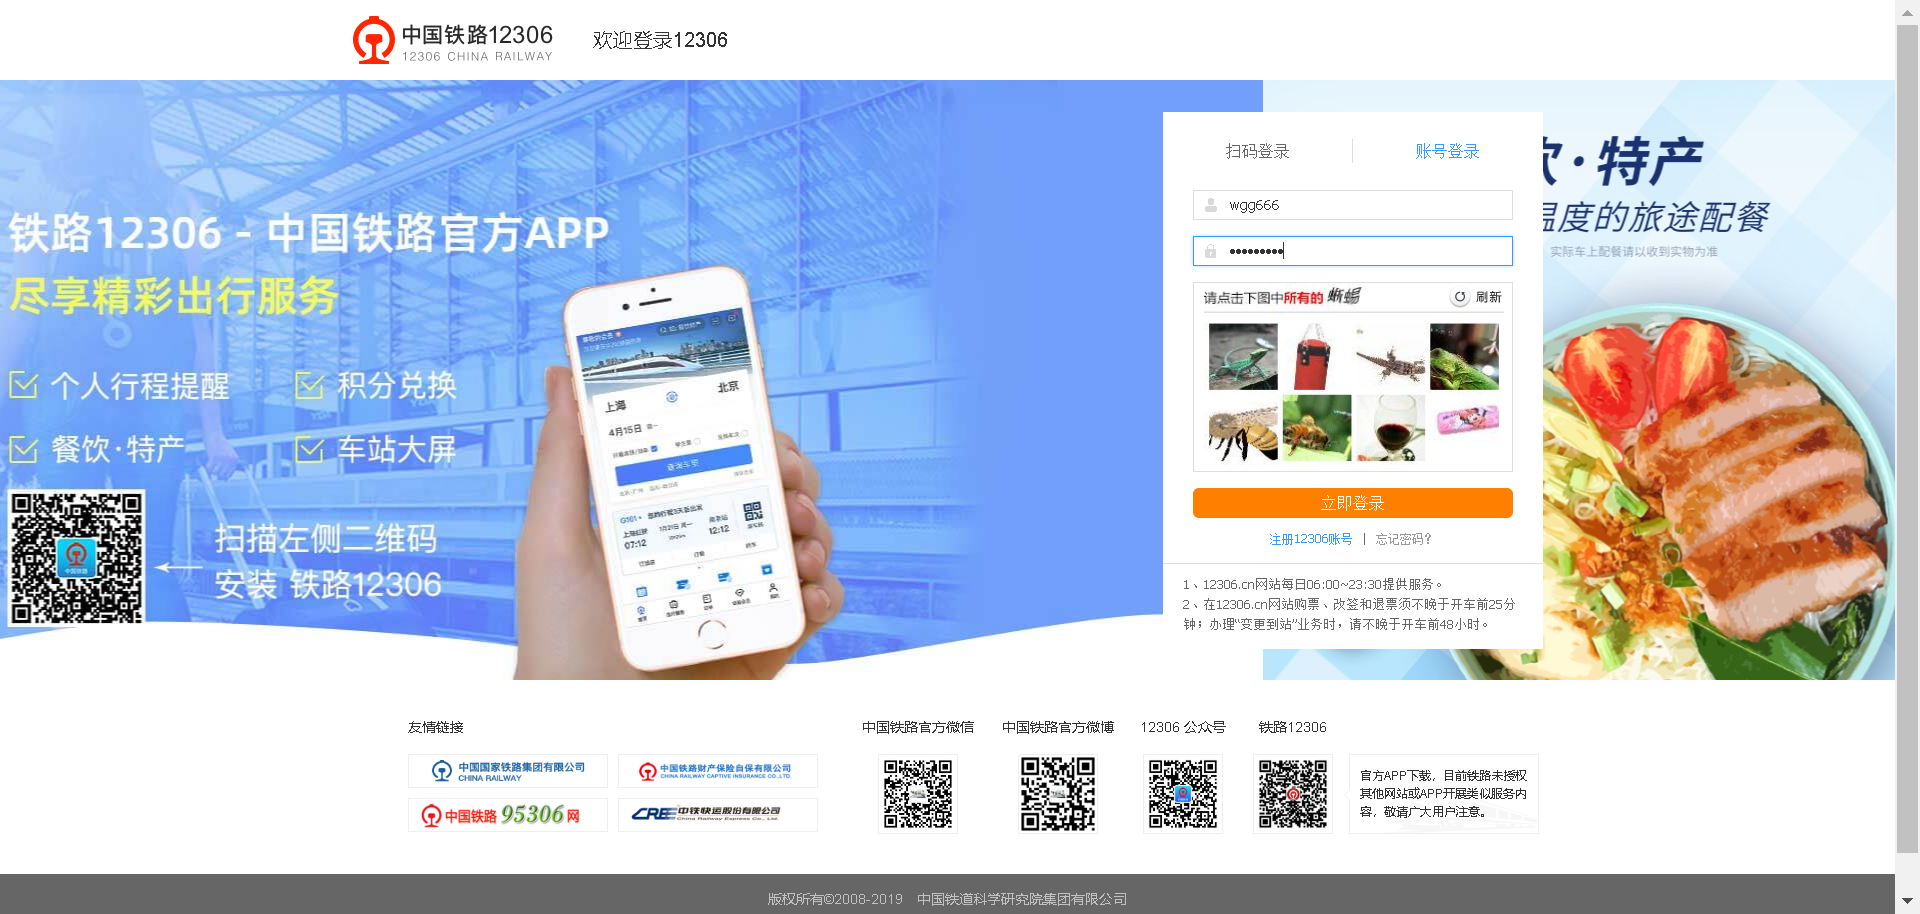 中国铁路12306
12306 CHINA RAILWAY
欢迎登录12306
铁路12306 - 中国铁路官方APP
尽享精彩出行服务
个人行程提醒
积分兑换
餐饮·特产
车站大屏
扫描左侧二维码
安装 铁路12306
上海
北京
4月15日
查询车票
07:12
12:12
扫码登录
账号登录
wgg666
请点击下图中所有的 蜥蜴
刷新
立即登录
注册12306账号 | 忘记密码?
1、12306.cn网站每日06:00~23:30提供服务。
2、在12306.cn网站购票、改签和退票须不晚于开车前25分
钟；办理“变更到站”业务时，请不晚于开车前48小时。
·特产
温度的旅途配餐
实际车上配餐请以收到实物为准
友情链接
中国铁路官方微信
中国铁路官方微博
12306 公众号
铁路12306
中国国家铁路集团有限公司
CHINA RAILWAY
中国铁路财产保险自保有限公司
CHINA RAILWAY CAPTIVE INSURANCE CO.,LTD
中国铁路 95306 网
CRE 中铁快运股份有限公司
China Railway Express Co., Ltd.
官方APP下载，目前铁路未授权
其他网站或APP开展类似服务内
容，敬请广大用户注意。
版权所有©2008-2019 中国铁道科学研究院集团有限公司